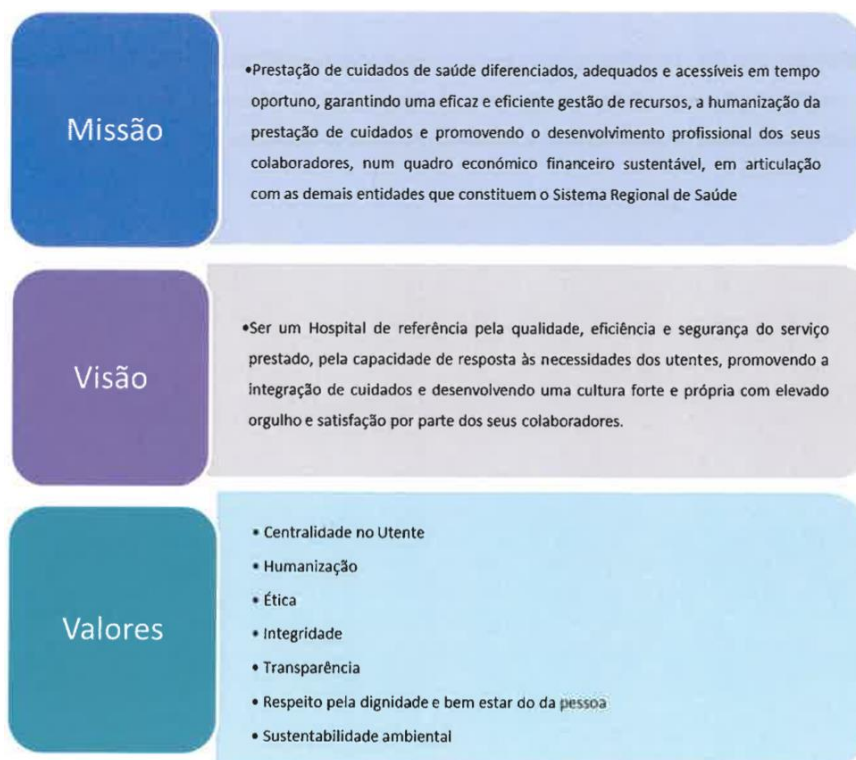 Missão
•Prestação de cuidados de saúde diferenciados, adequados e acessíveis em tempo
oportuno, garantindo uma eficaz e eficiente gestão de recursos, a humanização da
prestação de cuidados e promovendo o desenvolvimento profissional dos seus
colaboradores, num quadro económico financeiro sustentável, em articulação
com as demais entidades que constituem o Sistema Regional de Saúde
Visão
•Ser um Hospital de referência pela qualidade, eficiência e segurança do serviço
prestado, pela capacidade de resposta às necessidades dos utentes, promovendo a
integração de cuidados e desenvolvendo uma cultura forte e própria com elevado
orgulho e satisfação por parte dos seus colaboradores.
Valores
• Centralidade no Utente
• Humanização
• Ética
• Integridade
• Transparência
• Respeito pela dignidade e bem estar do da pessoa
• Sustentabilidade ambiental